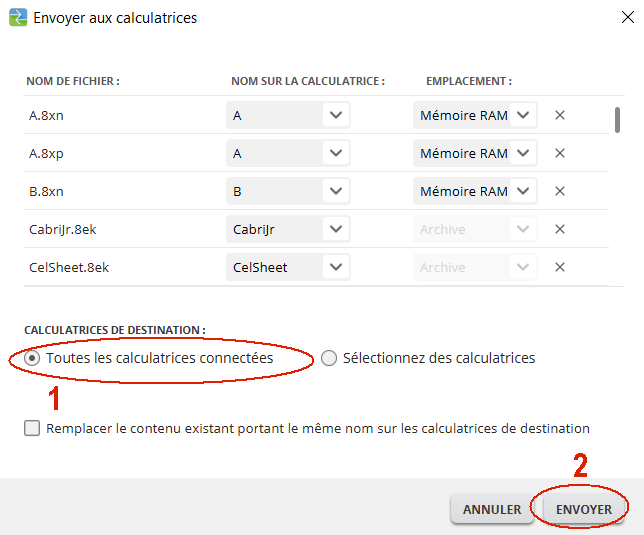 Envoyer aux calculatrices
NOM DE FICHIER : NOM SUR LA CALCULATRICE : EMPLACEMENT :
A.8xn A Mémoire RAM
A.8xp A Mémoire RAM
B.8xn B Mémoire RAM
CabriJr.8ek CabriJr Archive
CelSheet.8ek CelSheet Archive
CALCULATRICES DE DESTINATION :
Toutes les calculatrices connectées Sélectionnez des calculatrices
1
Remplacer le contenu existant portant le même nom sur les calculatrices de destination
2
ANNULER ENVOYER